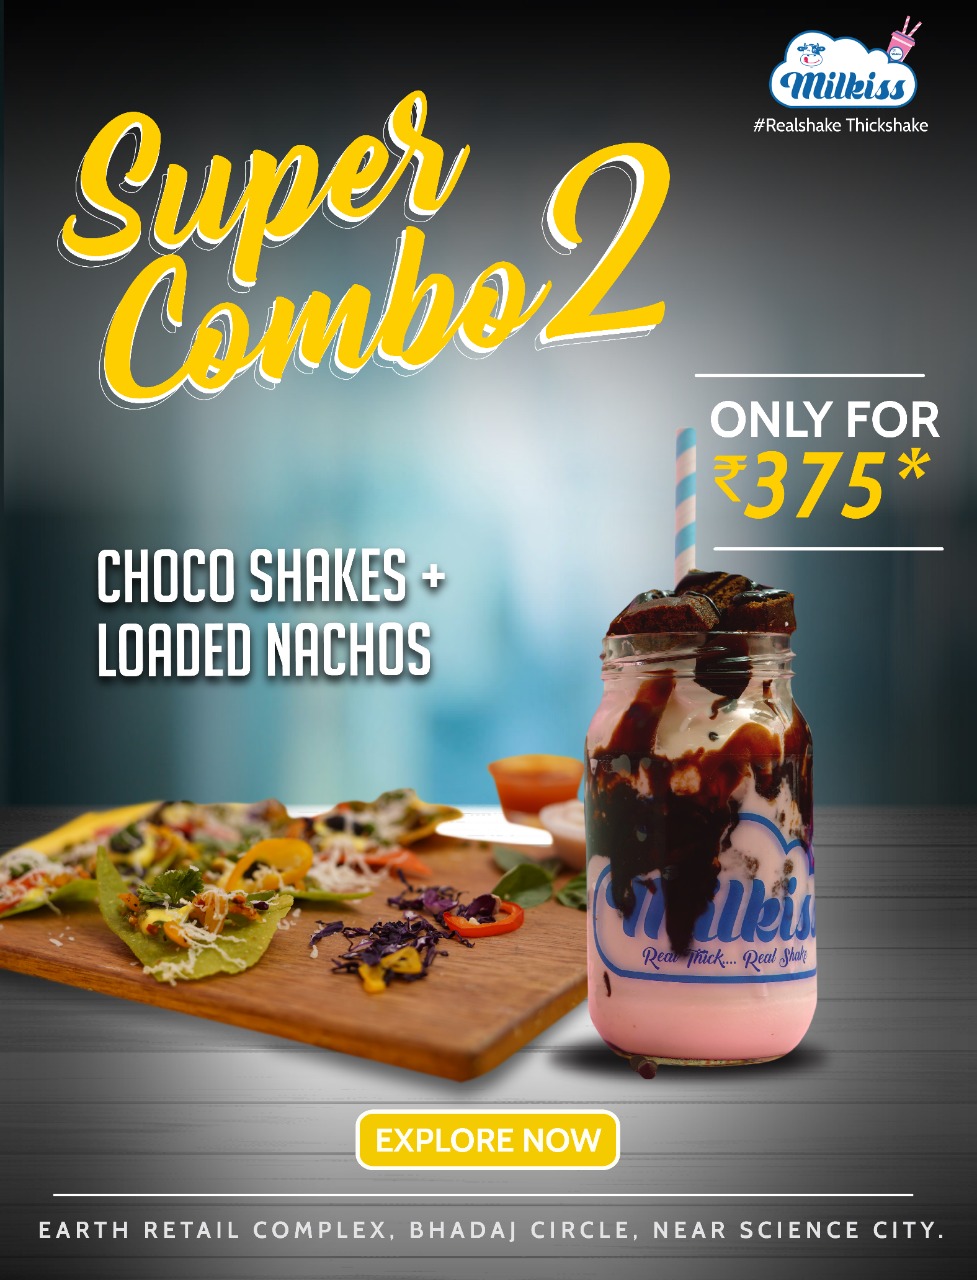 Milkiss
#Realshake Thickshake
Super
Combo 2
ONLY FOR
₹375*
CHOCO SHAKES +
LOADED NACHOS
Milkiss
Real Thick.... Real Shake
EXPLORE NOW
EARTH RETAIL COMPLEX, BHADAJ CIRCLE, NEAR SCIENCE CITY.